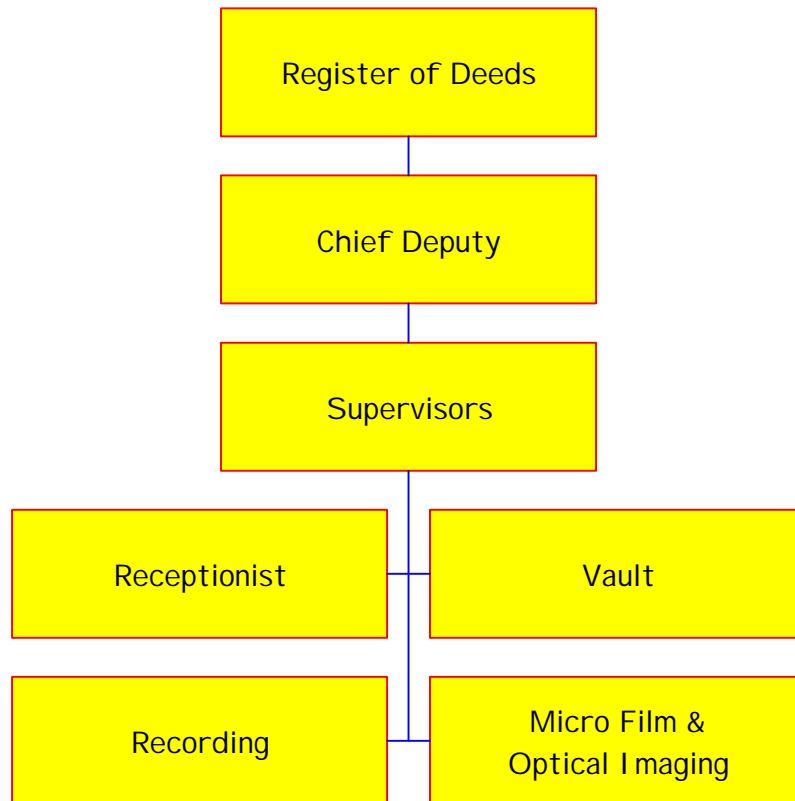 Register of Deeds
Chief Deputy
Supervisors
Receptionist
Vault
Recording
Micro Film &
Optical Imaging